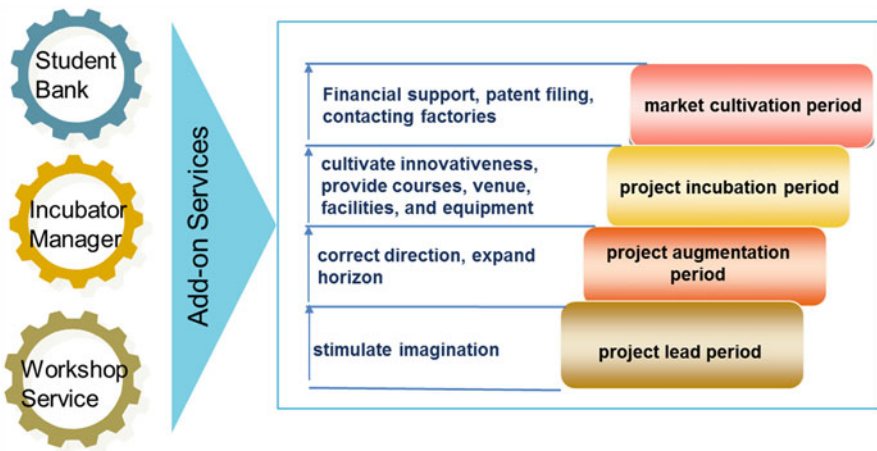 Student
Bank
Incubator
Manager
Workshop
Service
Add-on Services
Financial support, patent filing,
contacting factories
market cultivation period
cultivate innovativeness,
provide courses, venue,
facilities, and equipment
project incubation period
correct direction, expand
horizon
project augmentation
period
stimulate imagination
project lead period